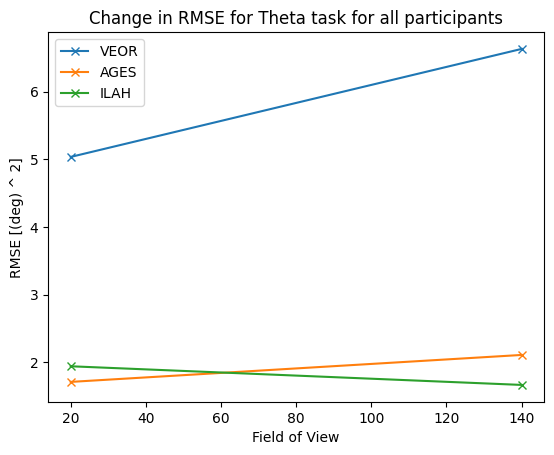 Change in RMSE for Theta task for all participants
VEOR
AGES
ILAH
6
5
4
3
2
RMSE [(deg) ^ 2]
20 40 60 80 100 120 140
Field of View